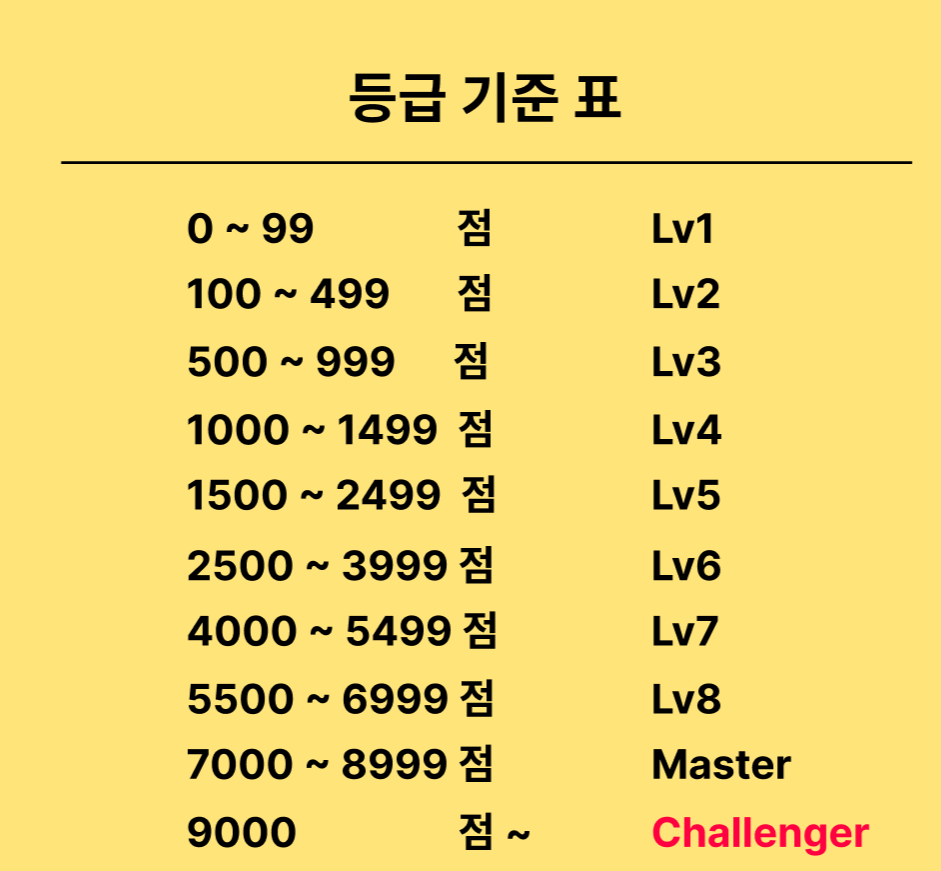 등급 기준 표
0 ~ 99 점 Lv1
100 ~ 499 점 Lv2
500 ~ 999 점 Lv3
1000 ~ 1499 점 Lv4
1500 ~ 2499 점 Lv5
2500 ~ 3999 점 Lv6
4000 ~ 5499 점 Lv7
5500 ~ 6999 점 Lv8
7000 ~ 8999 점 Master
9000 점 ~ Challenger